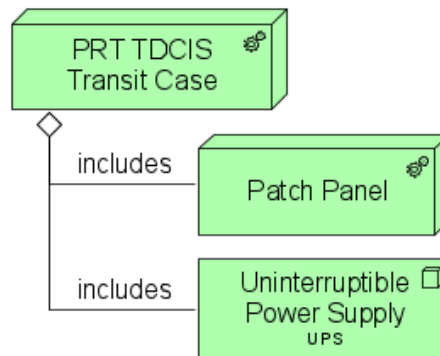 PRT TDCIS
Transit Case
includes
Patch Panel
includes
Uninterruptible
Power Supply
UPS